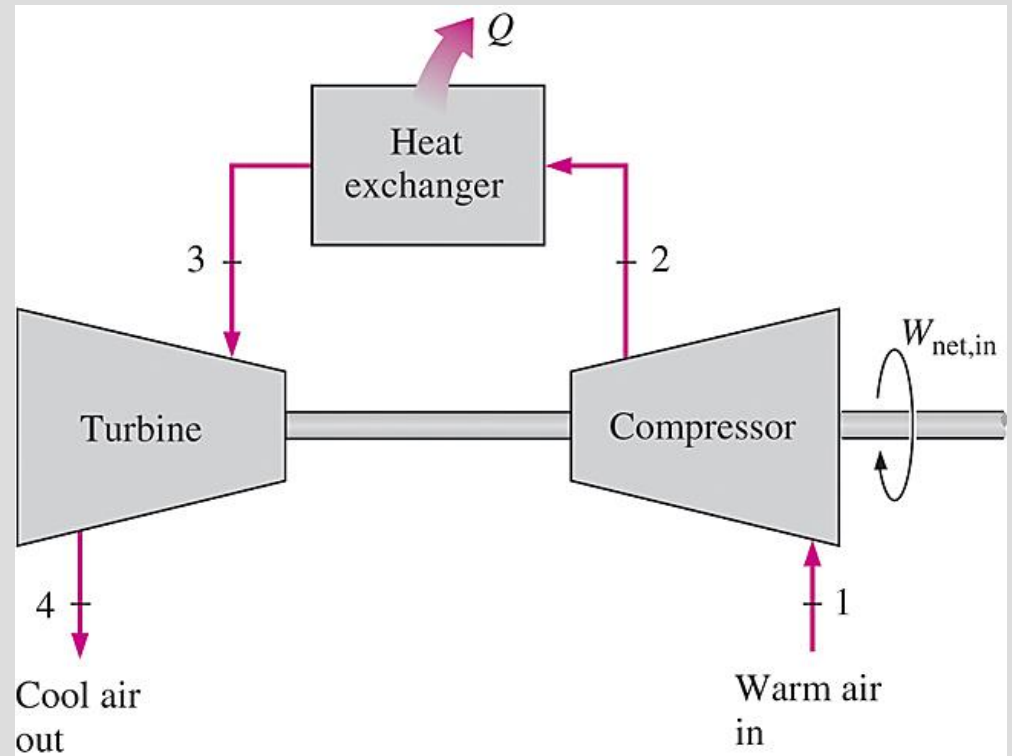 Q
Heat
exchanger
3
2
W net,in
Turbine
Compressor
4
1
Cool air
out
Warm air
in